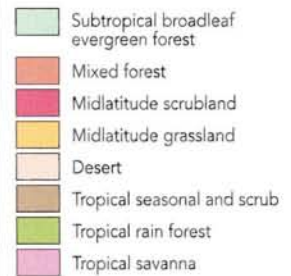 Subtropical broadleaf
evergreen forest
Mixed forest
Midlatitude scrubland
Midlatitude grassland
Desert
Tropical seasonal and scrub
Tropical rain forest
Tropical savanna